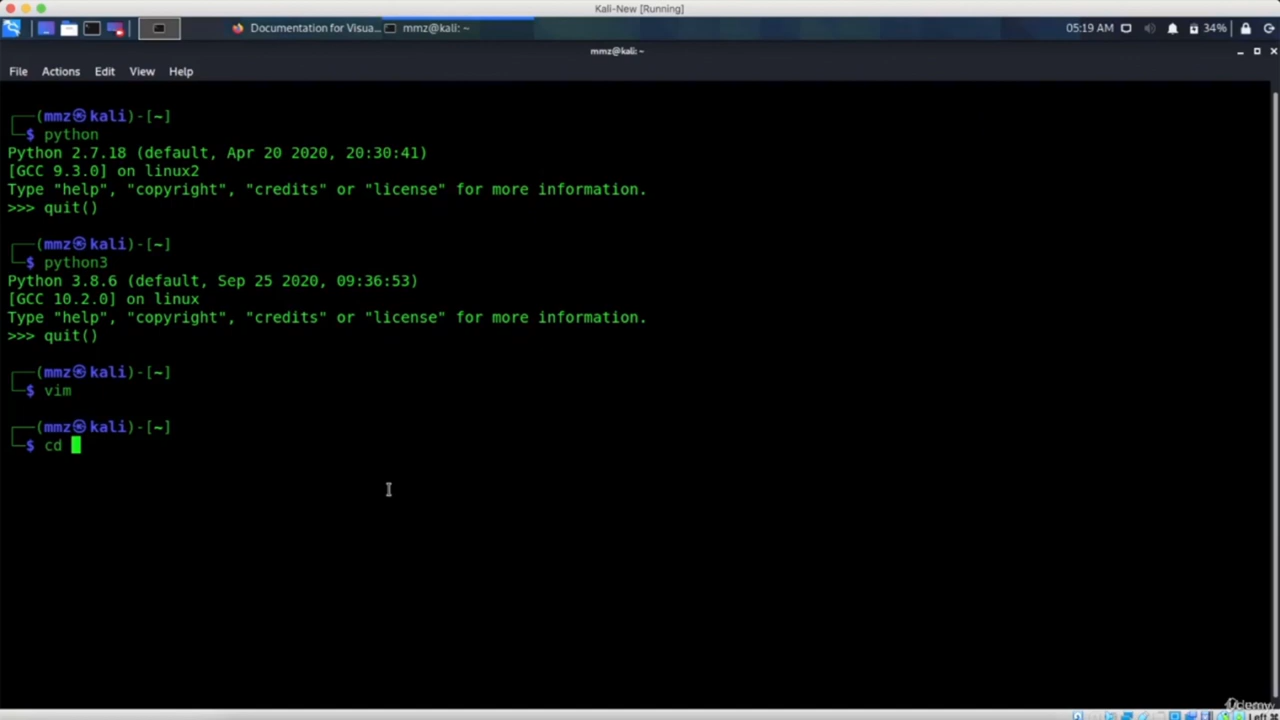 Kali-New [Running]
Documentation for Visua...
mmz@kali: ~
05:19 AM
34%
mmz@kali: ~
File Actions Edit View Help
(mmz㉿kali)-[~]
$ python
Python 2.7.18 (default, Apr 20 2020, 20:30:41)
[GCC 9.3.0] on linux2
Type "help", "copyright", "credits" or "license" for more information.
>>> quit()
(mmz㉿kali)-[~]
$ python3
Python 3.8.6 (default, Sep 25 2020, 09:36:53)
[GCC 10.2.0] on linux
Type "help", "copyright", "credits" or "license" for more information.
>>> quit()
(mmz㉿kali)-[~]
$ vim
(mmz㉿kali)-[~]
$ cd
Udemy
Left ⌘